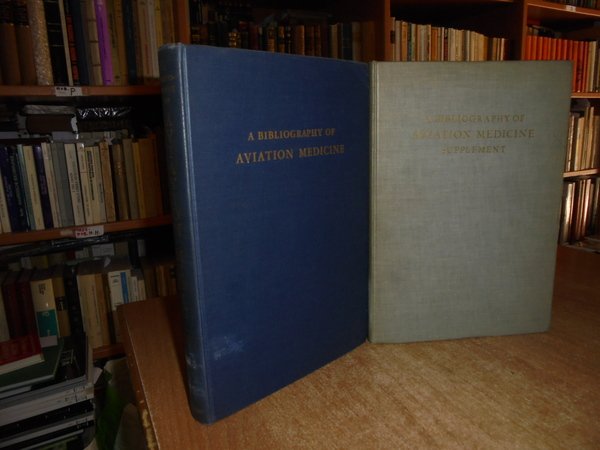 A BIBLIOGRAPHY OF
AVIATION MEDICINE
A BIBLIOGRAPHY OF
AVIATION MEDICINE
SUPPLEMENT